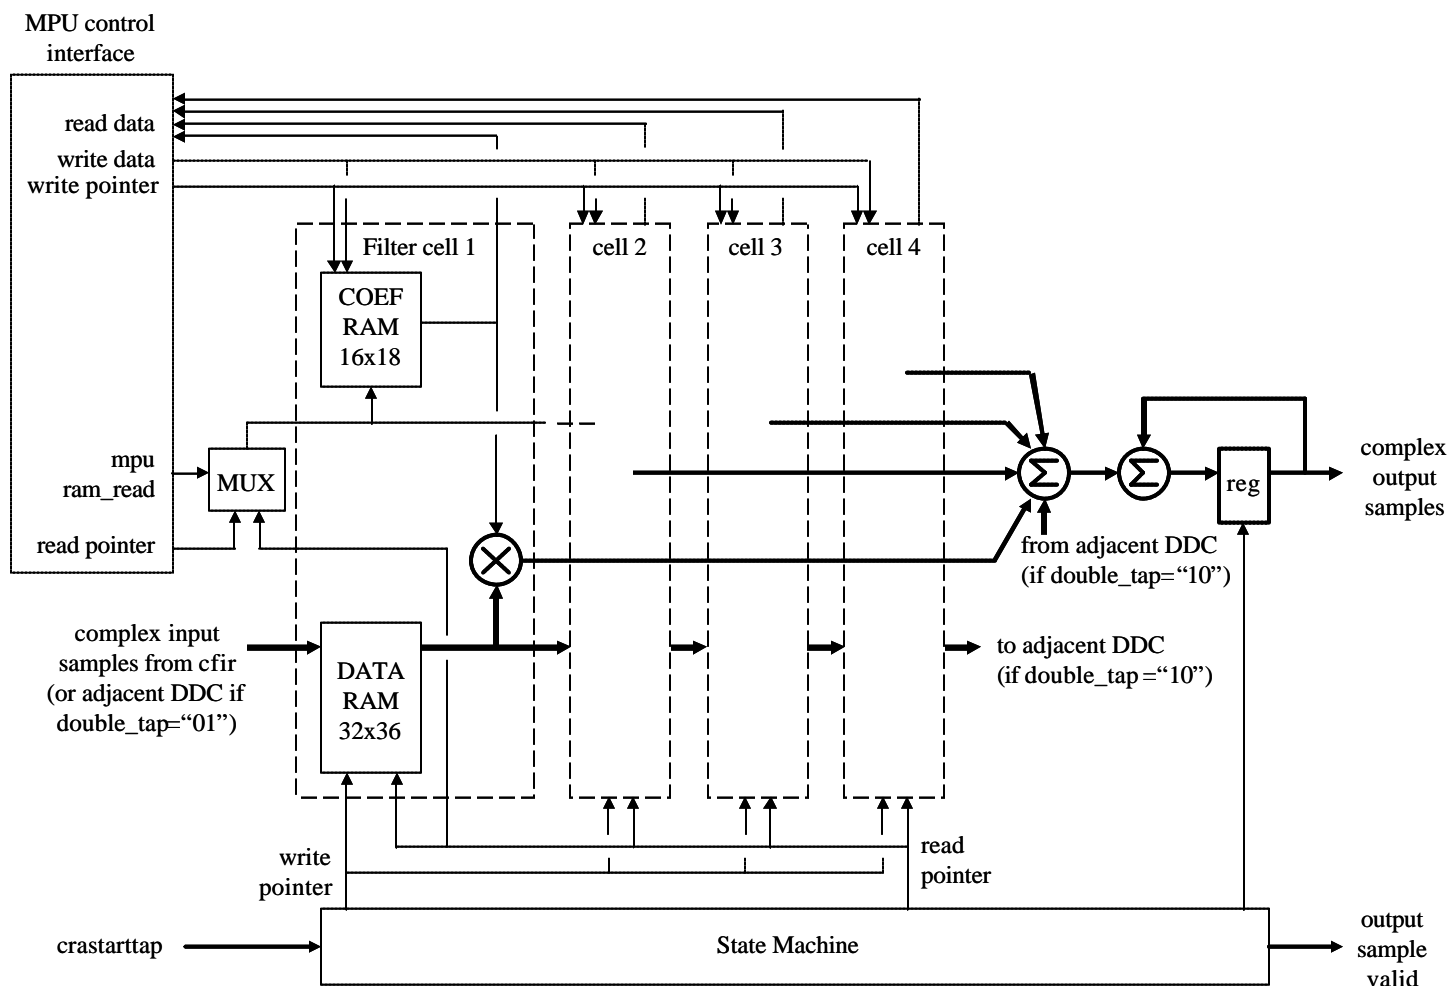 MPU control
interface
read data
write data
write pointer
Filter cell 1
cell 2
cell 3
cell 4
COEF
RAM
16x18
mpu
ram_read
MUX
read pointer
Σ
Σ
reg
complex
output
samples
from adjacent DDC
(if double_tap=“10”)
complex input
samples from cfir
(or adjacent DDC if
double_tap=“01”)
DATA
RAM
32x36
to adjacent DDC
(if double_tap =“10”)
write
pointer
read
pointer
crastarttap
State Machine
output
sample
valid